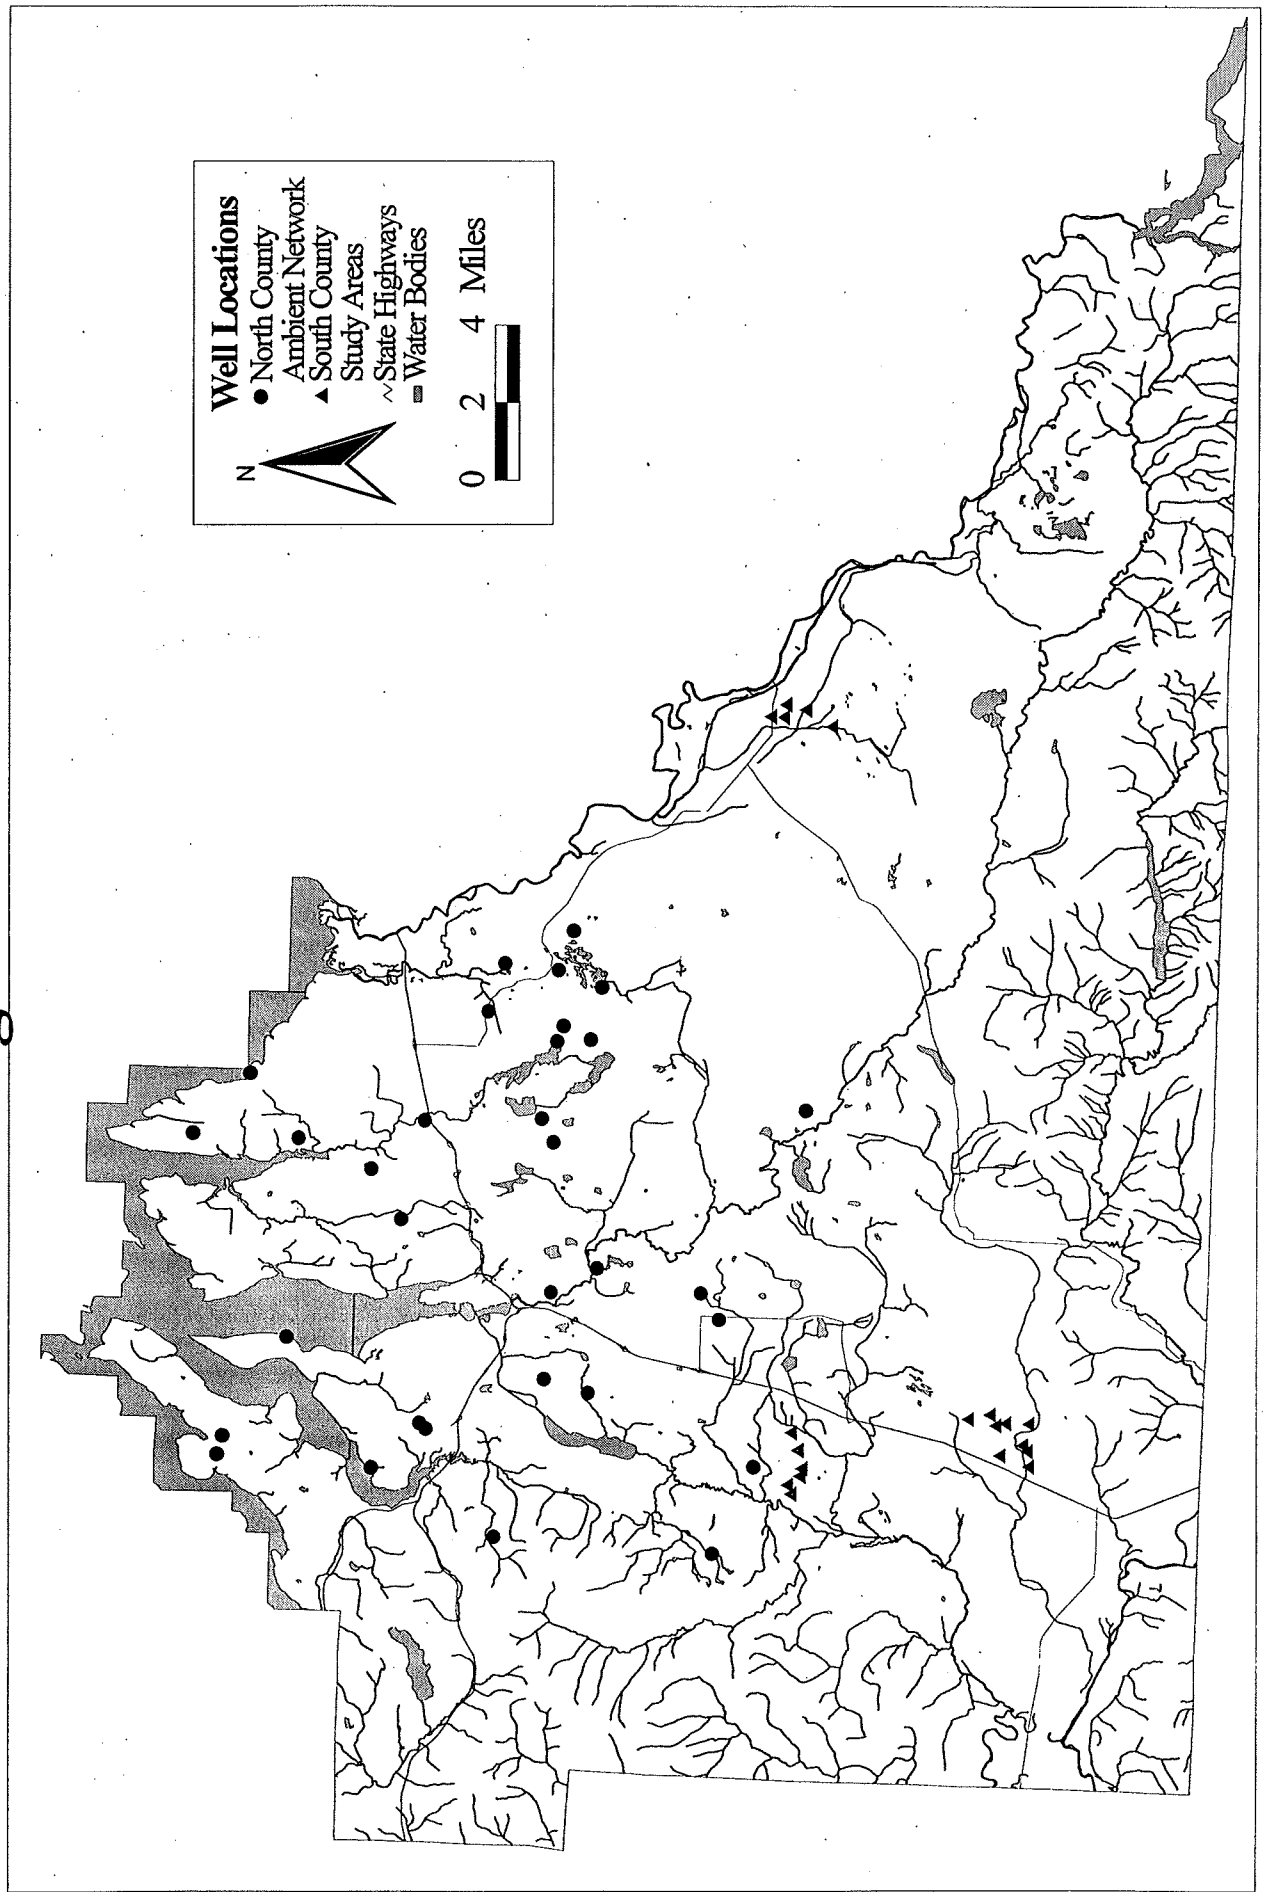 Well Locations
● North County
Ambient Network
▲ South County
Study Areas
State Highways
Water Bodies
N
0 2 4 Miles